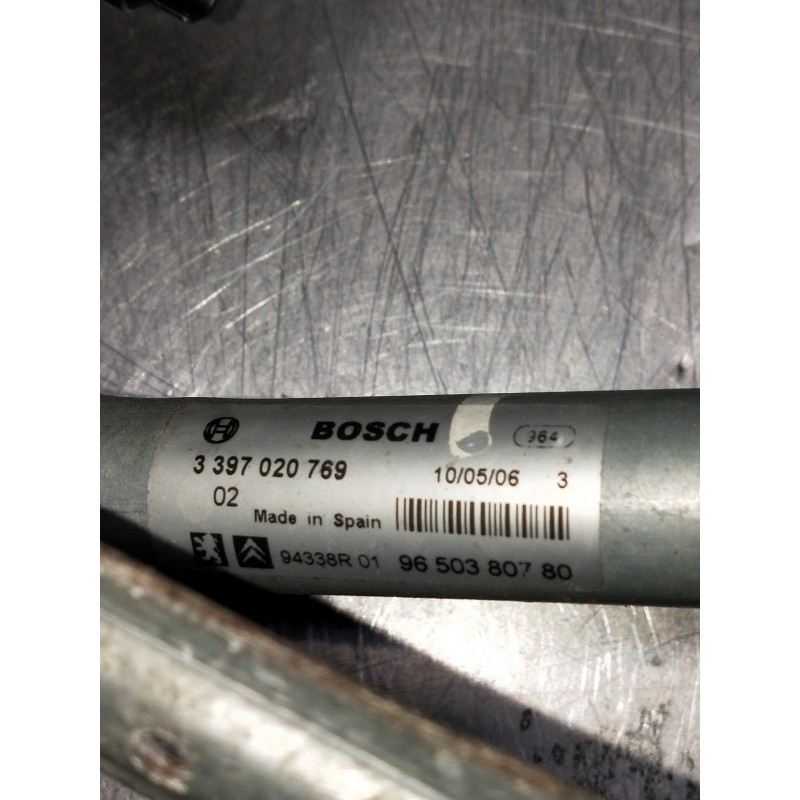 BOSCH 964
3 397 020 769 10/05/06 3
02
Made in Spain
94338R 01 96 503 807 80